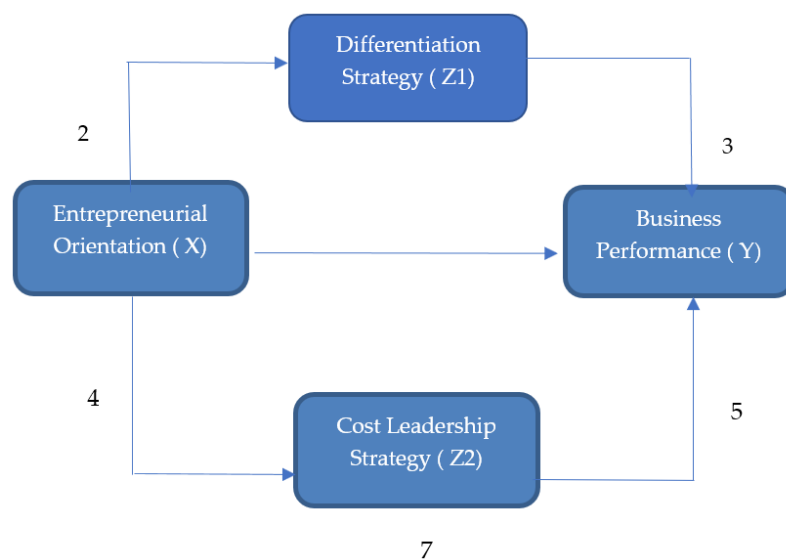 Differentiation
Strategy ( Z1)
2
3
Entrepreneurial
Orientation ( X)
Business
Performance ( Y)
4
5
Cost Leadership
Strategy ( Z2)
7